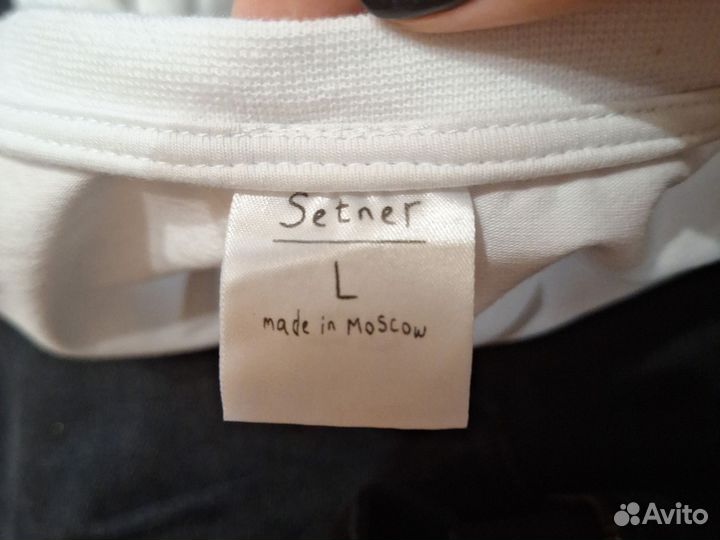 Setner
L
made in Moscow
Avito